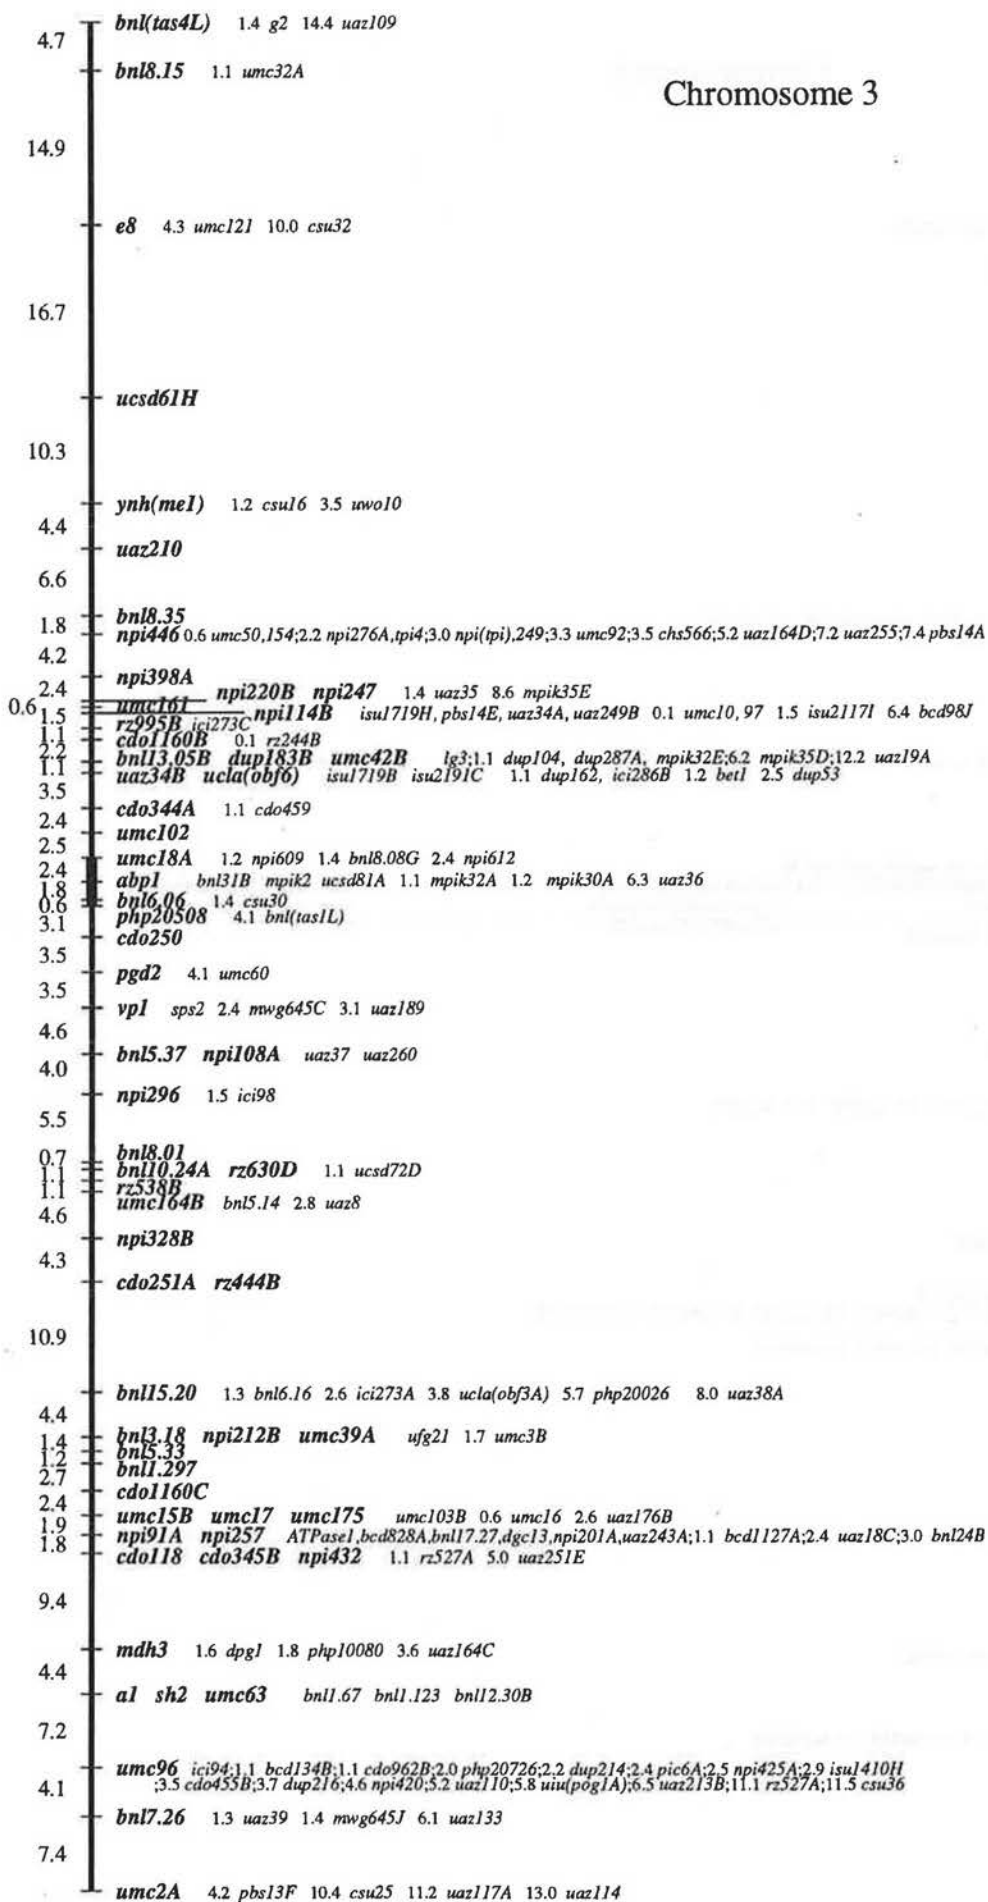 Chromosome 3
bnl(tas4L) 1.4 g2 14.4 uaz109
4.7
bnl8.15 1.1 umc32A
14.9
e8 4.3 umc121 10.0 csu32
16.7
ucsd61H
10.3
ynh(me1) 1.2 csu16 3.5 uwo10
4.4
uaz210
6.6
bnl8.35
1.8
npi446 0.6 umc50,154;2.2 npi276A,tpi4;3.0 npi(tpi),249;3.3 umc92;3.5 chs566;5.2 uaz164D;7.2 uaz255;7.4 pbs14A
4.2
npi398A
2.4
npi220B npi247 1.4 uaz35 8.6 mpik35E
0.6
umc161
npi114B isu1719H, pbs14E, uaz34A, uaz249B 0.1 umc10, 97 1.5 isu2117I 6.4 bcd98J
1.5
rz995B ici273C
1.1
cdo1160B 0.1 rz244B
2.2
bnl13.05B dup183B umc42B lg3;1.1 dup104, dup287A, mpik32E;6.2 mpik35D;12.2 uaz19A
1.1
uaz34B ucla(obf6) isu1719B isu2191C 1.1 dup162, ici286B 1.2 bet1 2.5 dup53
3.5
cdo344A 1.1 cdo459
2.4
umc102
2.5
umc18A 1.2 npi609 1.4 bnl8.08G 2.4 npi612
2.4
abp1 bnl31B mpik2 ucsd81A 1.1 mpik32A 1.2 mpik30A 6.3 uaz36
1.8
bnl6.06 1.4 csu30
0.6
php20508 4.1 bnl(tas1L)
3.1
cdo250
3.5
pgd2 4.1 umc60
3.5
vp1 sps2 2.4 mwg645C 3.1 uaz189
4.6
bnl5.37 npi108A uaz37 uaz260
4.0
npi296 1.5 ici98
5.5
bnl8.01
0.7
bnl10.24A rz630D 1.1 ucsd72D
1.1
rz538B
1.1
umc164B bnl5.14 2.8 uaz8
4.6
npi328B
4.3
cdo251A rz444B
10.9
bnl15.20 1.3 bnl6.16 2.6 ici273A 3.8 ucla(obf3A) 5.7 php20026 8.0 uaz38A
4.4
bnl3.18 npi212B umc39A ufg21 1.7 umc3B
1.4
bnl5.33
1.2
bnl1.297
2.7
cdo1160C
2.4
umc15B umc17 umc175 umc103B 0.6 umc16 2.6 uaz176B
1.9
npi91A npi257 ATPase1,bcd828A,bnl17.27,dgc13,npi201A,uaz243A;1.1 bcd1127A;2.4 uaz18C;3.0 bnl24B
1.8
cdo118 cdo345B npi432 1.1 rz527A 5.0 uaz251E
9.4
mdh3 1.6 dpg1 1.8 php10080 3.6 uaz164C
4.4
a1 sh2 umc63 bnl1.67 bnl1.123 bnl12.30B
7.2
umc96 ici94;1.1 bcd134B;1.1 cdo962B;2.0 php20726;2.2 dup214;2.4 pic6A;2.5 npi425A;2.9 isu1410H
;3.5 cdo455B;3.7 dup216;4.6 npi420;5.2 uaz110;5.8 uiu(pog1A);6.5 uaz213B;11.1 rz527A;11.5 csu36
4.1
bnl7.26 1.3 uaz39 1.4 mwg645J 6.1 uaz133
7.4
umc2A 4.2 pbs13F 10.4 csu25 11.2 uaz117A 13.0 uaz114